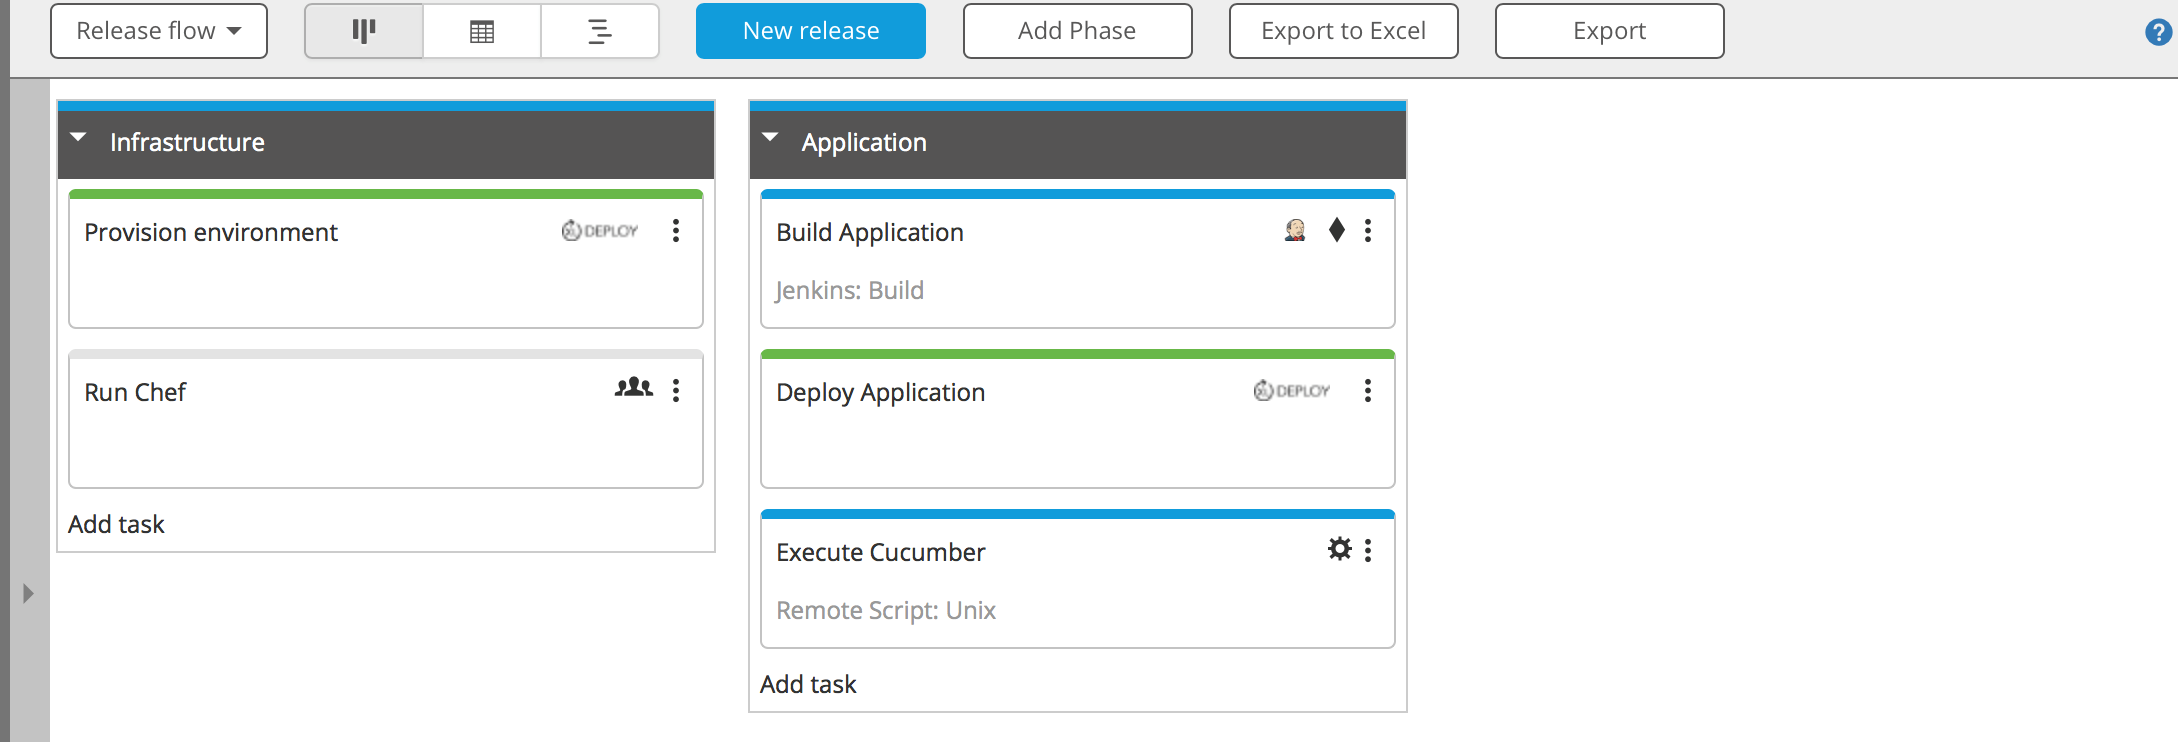 Release flow
New release
Add Phase
Export to Excel
Export
?
Infrastructure
Provision environment
DEPLOY
Run Chef
Add task
Application
Build Application
Jenkins: Build
Deploy Application
DEPLOY
Execute Cucumber
Remote Script: Unix
Add task